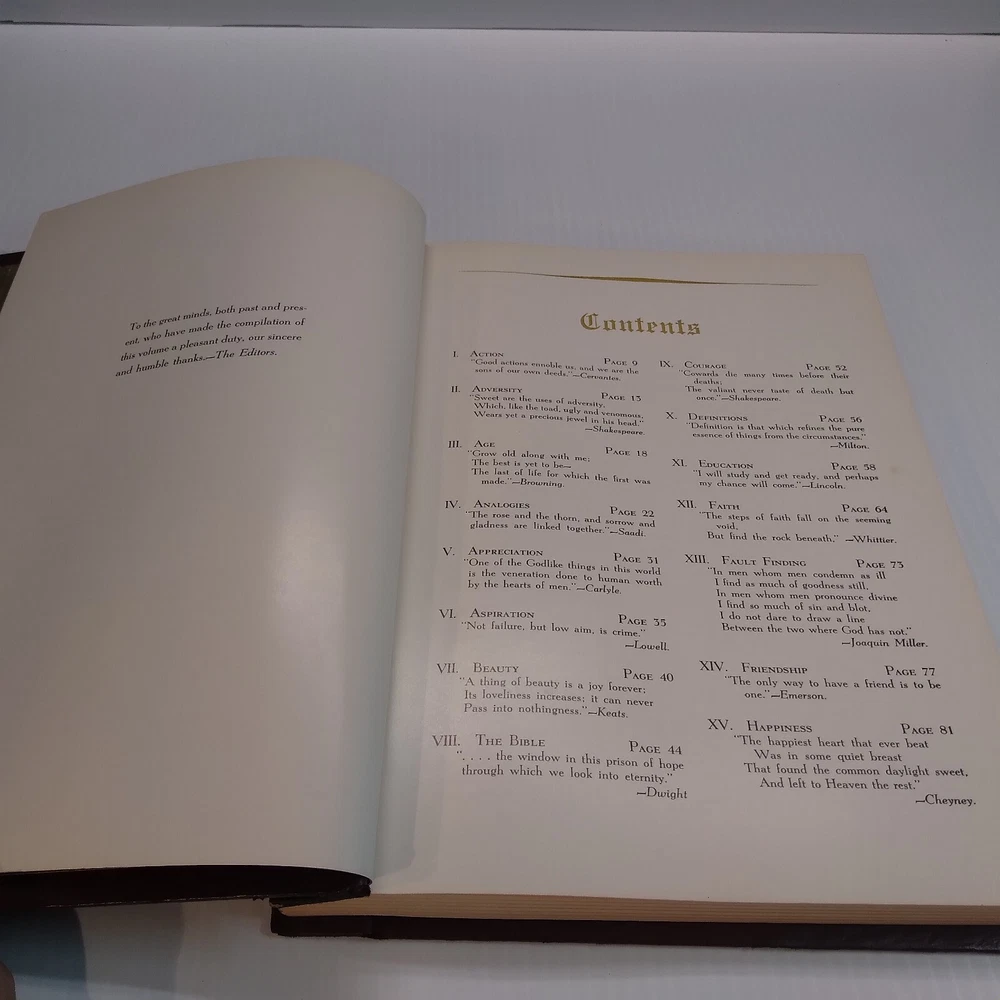 To the great minds, both past and pres-
ent, who have made the compilation of
this volume a pleasant duty, our sincere
and humble thanks.—The Editors.
Contents
I. Action Page 9
"Good actions ennoble us, and we are the
sons of our own deeds."—Cervantes.
II. Adversity Page 13
"Sweet are the uses of adversity,
Which, like the toad, ugly and venomous,
Wears yet a precious jewel in his head."
—Shakespeare.
III. Age Page 18
"Grow old along with me;
The best is yet to be—
The last of life for which the first was
made."—Browning.
IV. Analogies Page 22
"The rose and the thorn, and sorrow and
gladness are linked together."—Saadi.
V. Appreciation Page 31
"One of the Godlike things in this world
is the veneration done to human worth
by the hearts of men."—Carlyle.
VI. Aspiration Page 35
"Not failure, but low aim, is crime."
—Lowell.
VII. Beauty Page 40
"A thing of beauty is a joy forever;
Its loveliness increases; it can never
Pass into nothingness."—Keats.
VIII. The Bible Page 44
". . . . the window in this prison of hope
through which we look into eternity."
—Dwight
IX. Courage Page 52
"Cowards die many times before their
deaths;
The valiant never taste of death but
once."—Shakespeare.
X. Definitions Page 56
"Definition is that which refines the pure
essence of things from the circumstances."
—Milton.
XI. Education Page 58
"I will study and get ready, and perhaps
my chance will come."—Lincoln.
XII. Faith Page 64
"The steps of faith fall on the seeming
void,
But find the rock beneath." —Whittier.
XIII. Fault Finding Page 73
"In men whom men condemn as ill
I find as much of goodness still,
In men whom men pronounce divine
I find so much of sin and blot,
I do not dare to draw a line
Between the two where God has not."
—Joaquin Miller.
XIV. Friendship Page 77
"The only way to have a friend is to be
one."—Emerson.
XV. Happiness Page 81
"The happiest heart that ever beat
Was in some quiet breast
That found the common daylight sweet,
And left to Heaven the rest."
—Cheyney.